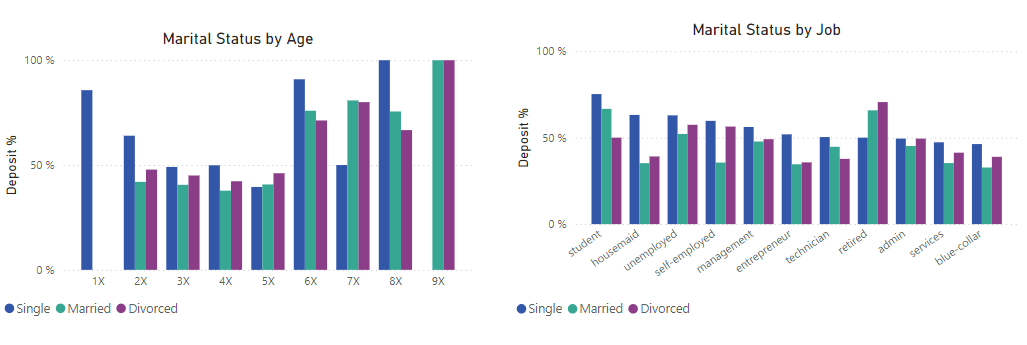 Marital Status by Age
Deposit %
100 %
50 %
0 %
1X 2X 3X 4X 5X 6X 7X 8X 9X
Single Married Divorced
Marital Status by Job
Deposit %
100 %
50 %
0 %
student housemaid unemployed self-employed management entrepreneur technician retired admin services blue-collar
Single Married Divorced